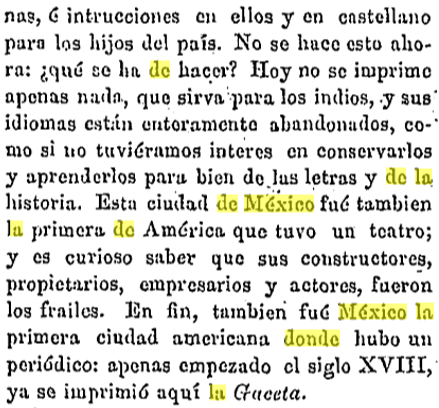 nas, é intrucciones en ellos y en castellano
para los hijos del país. No se hace esto aho-
ra: ¿qué se ha de hacer? Hoy no se imprime
apenas nada, que sirva para los indios, y sus
idiomas están enteramente abandonados, co-
mo si no tuviéramos interes en conservarlos
y aprenderlos para bien de las letras y de la
historia. Esta ciudad de México fué tambien
la primera de América que tuvo un teatro;
y es curioso saber que sus constructores,
propietarios, empresarios y actores, fueron
los frailes. En fin, tambien fué México la
primera ciudad americana donde hubo un
periódico: apenas empezado el siglo XVIII,
ya se imprimió aquí la Gaceta.